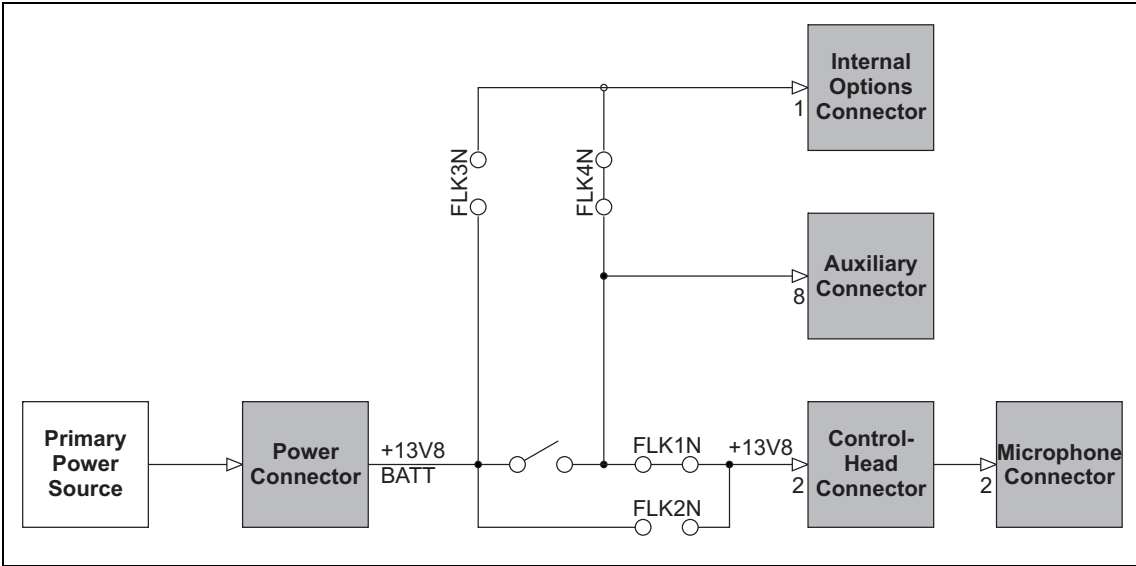 Internal
Options
Connector
1
FLK3N
FLK4N
Auxiliary
Connector
8
Primary
Power
Source
Power
Connector
+13V8
BATT
FLK1N
+13V8
FLK2N
Control-
Head
Connector
2
Microphone
Connector
2